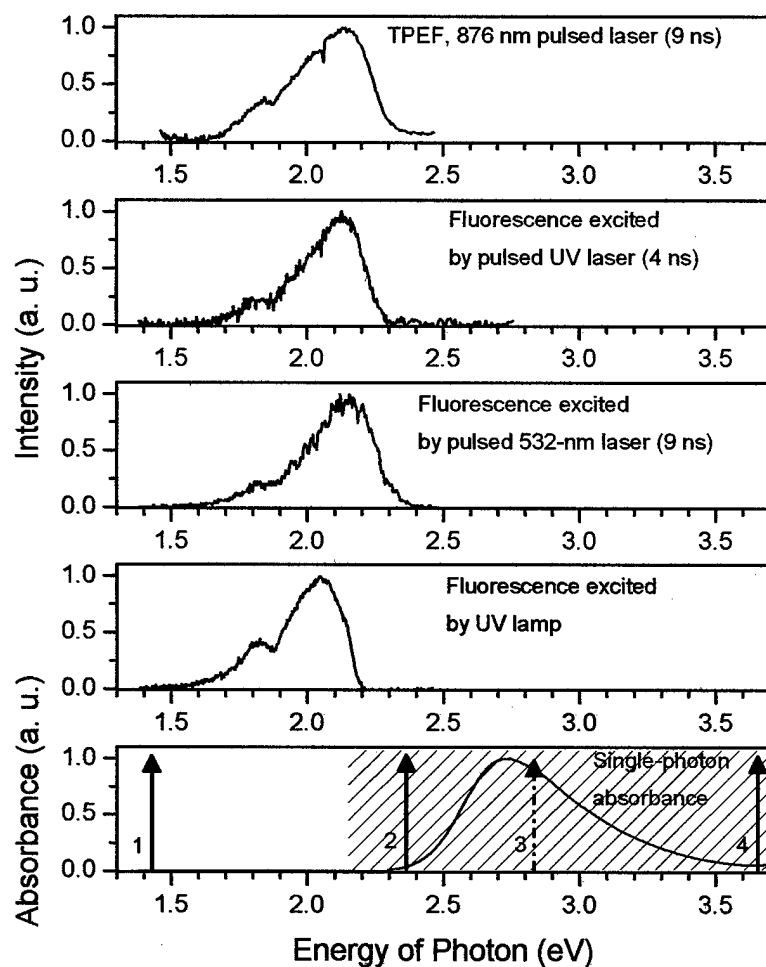 TPEF, 876 nm pulsed laser (9 ns)
1.0
0.5
0.0
1.5 2.0 2.5 3.0 3.5
Fluorescence excited
by pulsed UV laser (4 ns)
1.0
0.5
0.0
1.5 2.0 2.5 3.0 3.5
Intensity (a. u.)
Fluorescence excited
by pulsed 532-nm laser (9 ns)
1.0
0.5
0.0
1.5 2.0 2.5 3.0 3.5
Fluorescence excited
by UV lamp
1.0
0.5
0.0
1.5 2.0 2.5 3.0 3.5
Absorbance (a. u.)
Single-photon
absorbance
1.0
0.5
0.0
1 2 3 4
1.5 2.0 2.5 3.0 3.5
Energy of Photon (eV)